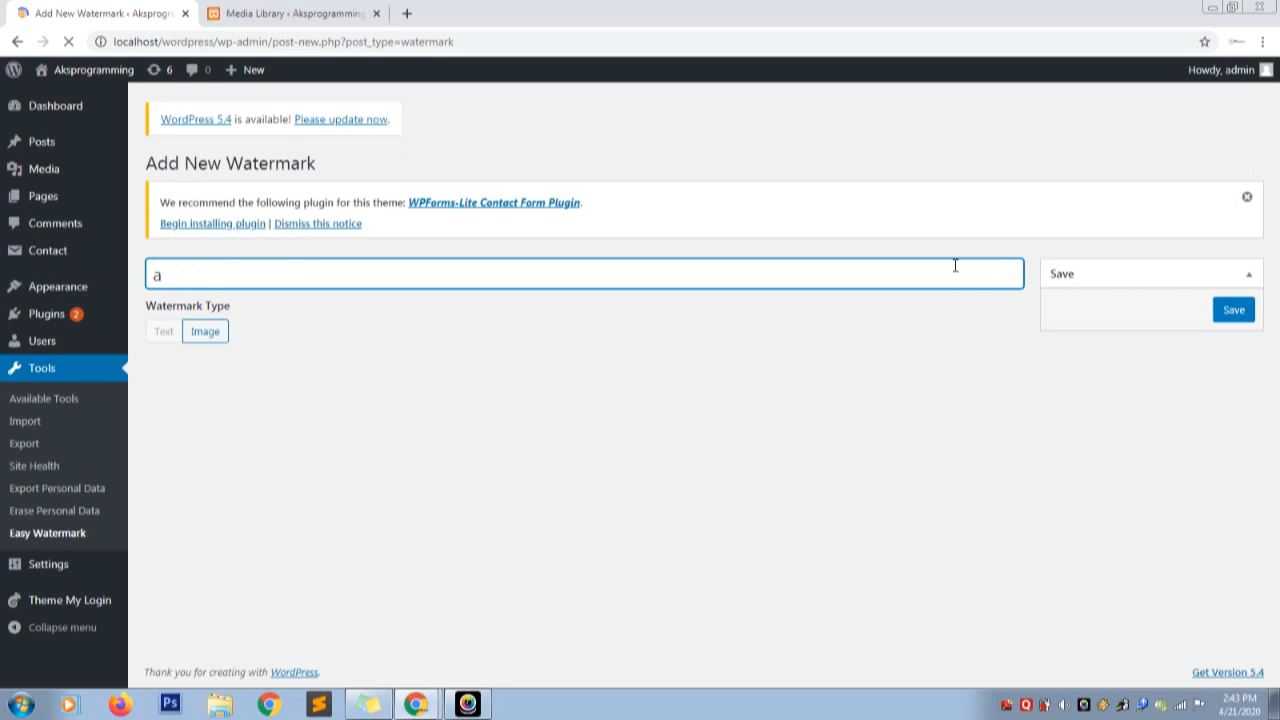 Add New Watermark ‹ Aksprogra
Media Library ‹ Aksprogramming
localhost/wordpress/wp-admin/post-new.php?post_type=watermark
Aksprogramming 6 0 New
Howdy, admin
Dashboard
Posts
Media
Pages
Comments
Contact
Appearance
Plugins 2
Users
Tools
Available Tools
Import
Export
Site Health
Export Personal Data
Erase Personal Data
Easy Watermark
Settings
Theme My Login
Collapse menu
WordPress 5.4 is available! Please update now.
Add New Watermark
We recommend the following plugin for this theme: WPForms-Lite Contact Form Plugin.
Begin installing plugin | Dismiss this notice
a
Watermark Type
Text Image
Save
Save
Thank you for creating with WordPress.
Get Version 5.4
Ps
2:43 PM
4/21/2020